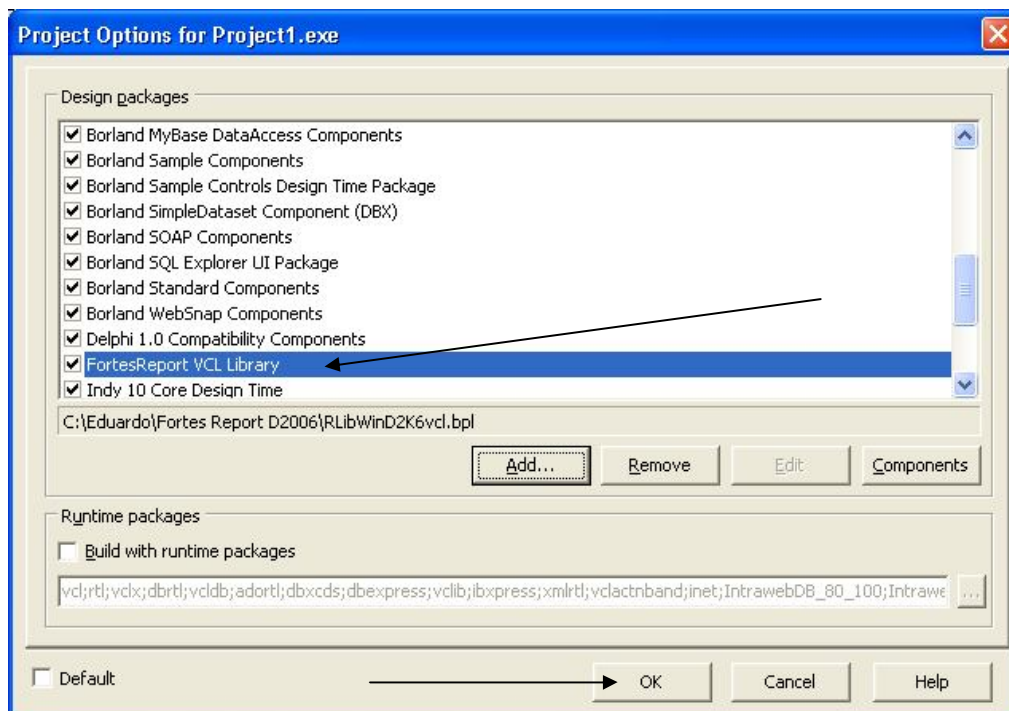 Project Options for Project1.exe
Design packages
Borland MyBase DataAccess Components
Borland Sample Components
Borland Sample Controls Design Time Package
Borland SimpleDataset Component (DBX)
Borland SOAP Components
Borland SQL Explorer UI Package
Borland Standard Components
Borland WebSnap Components
Delphi 1.0 Compatibility Components
FortesReport VCL Library
Indy 10 Core Design Time
C:\Eduardo\Fortes Report D2006\RLibWinD2K6vcl.bpl
Add... Remove Edit Components
Runtime packages
Build with runtime packages
vcl;rtl;vclx;dbrtl;vcldb;adortl;dbxcds;dbexpress;vclib;ibxpress;xmlrtl;vclactnband;inet;IntrawebDB_80_100;Intrawe ...
Default OK Cancel Help